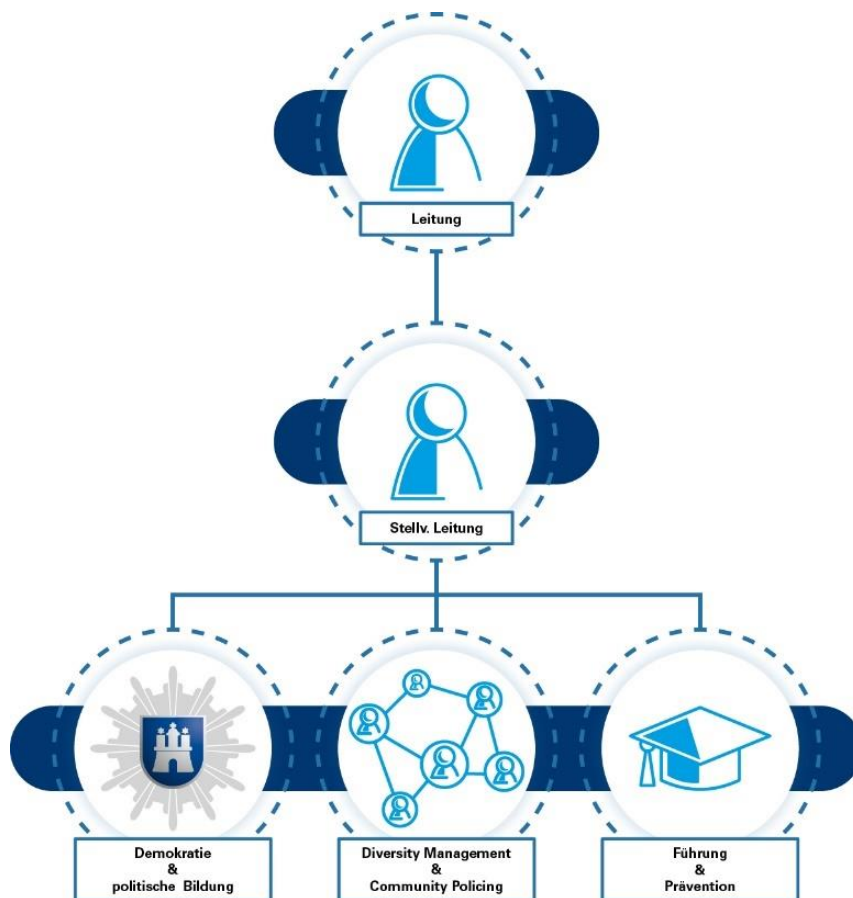 Leitung
Stellv. Leitung
Demokratie
&
politische Bildung
Diversity Management
&
Community Policing
Führung
&
Prävention